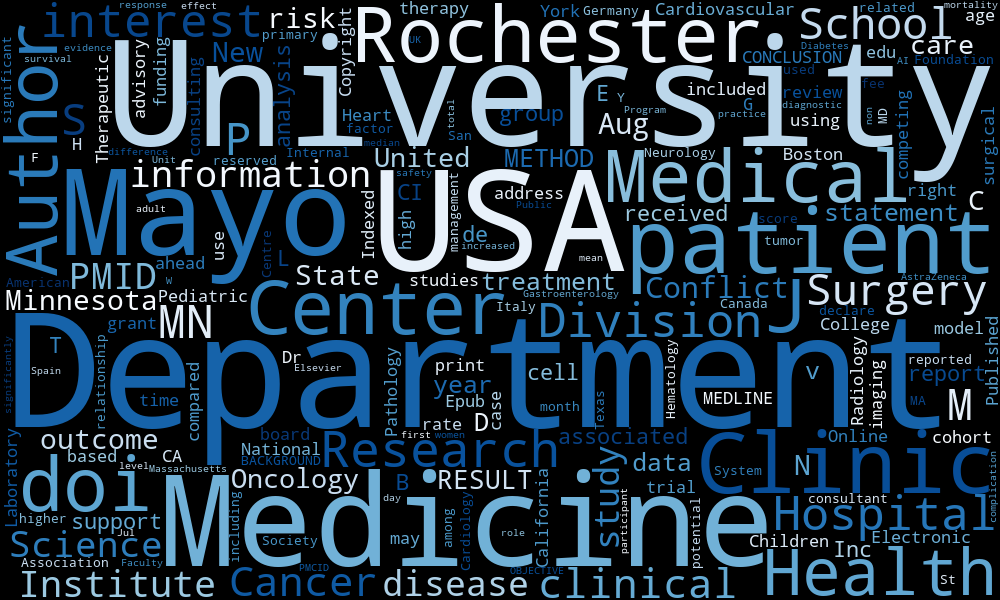 response effect mortality
significant interest risk therapy York Germany Cardiovascular School related age
evidence primary Rochester
survival Author advisory funding New Copyright UK CONCLUSION Diabetes edu AI Foundation care
University
Therapeutic consulting analysis Heart included used review fee
S P factor group E Y G diagnostic competing
H median total Program practice non MD surgical
difference Internal San Aug using
F Unit reserved United METHOD Neurology Boston
Mayo information safety USA Medical right
adult Indexed high CI management address Public score C
use Centre received patient statement
L de increased mean tumor
American PMID ahead W State studies treatment Conflict AstraZeneca
Minnesota Pediatric Gastroenterology Canada J Surgery
MN Center Italy Division declare
grant College model Published
significantly T relationship Department
Spain Dr Elsevier print cell Hematology V Radiology imaging reported report
time compared Pathology year MEDLINE MA
Epub month Texas M
case rate D
outcome board first women associated Online cohort
Laboratory based CA National Research Clinic
level Massachusetts BACKGROUND data System N
doi Oncology RESULT study trial complication
higher support Medicine B day California consultant
including Cardiology among participant potential Hospital
Jul Society may role Electronic
Science Children Inc
Association Faculty PMCID OBJECTIVE
Institute Cancer disease clinical Health St